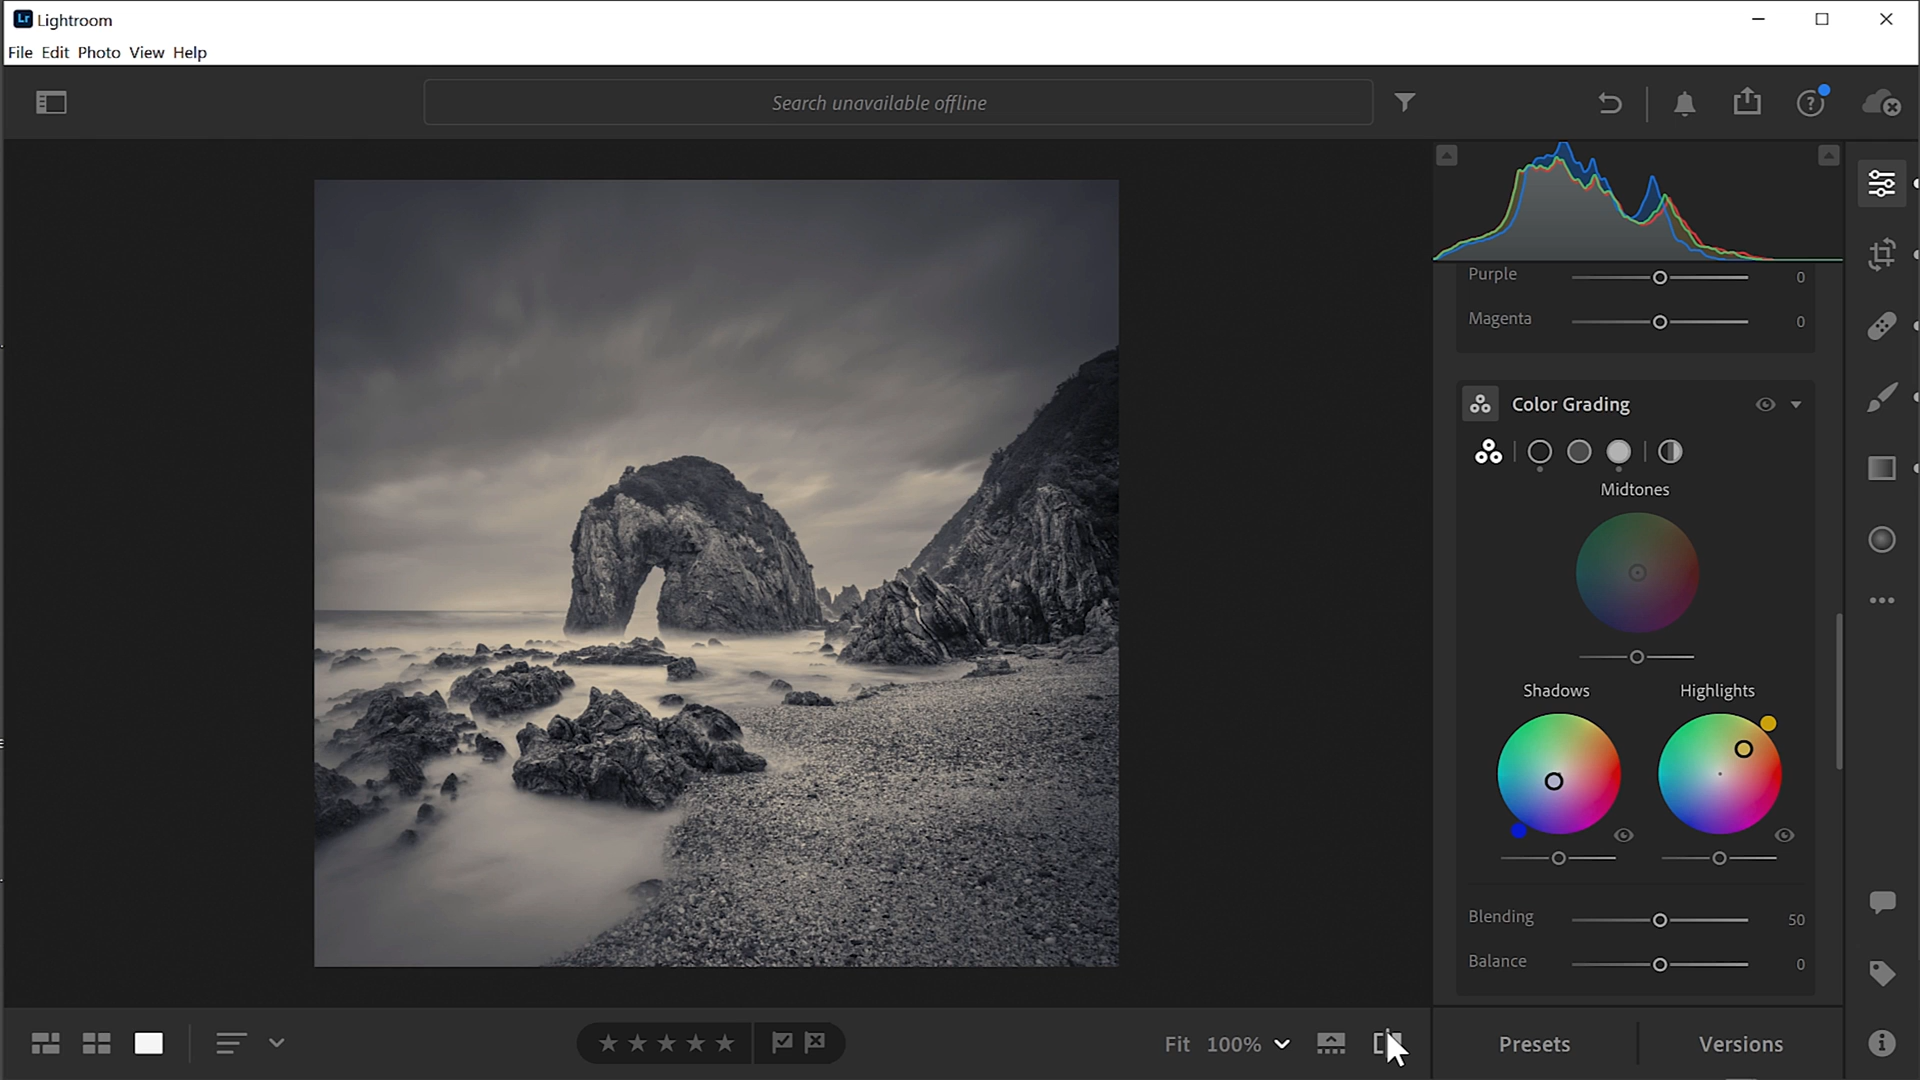 Lr Lightroom
File Edit Photo View Help
Search unavailable offline
Purple 0
Magenta 0
Color Grading
Midtones
Shadows Highlights
Blending 50
Balance 0
Fit 100% Presets Versions